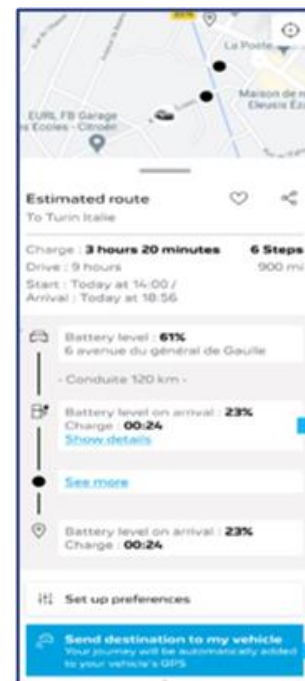 La Poste
Maison de
Eleusis
EURL FB Garage
Ecoles - Citroën
Estimated route
To Turin Italie
Charge : 3 hours 20 minutes 6 Steps
Drive : 9 hours 900 mi
Start : Today at 14:00 /
Arrival : Today at 18:56
Battery level : 61%
6 avenue du général de Gaulle
- Conduite 120 km -
Battery level on arrival : 23%
Charge : 00:24
Show details
See more
Battery level on arrival : 23%
Charge : 00:24
Set up preferences
Send destination to my vehicle
Your journey will be automatically added
to your vehicle's GPS